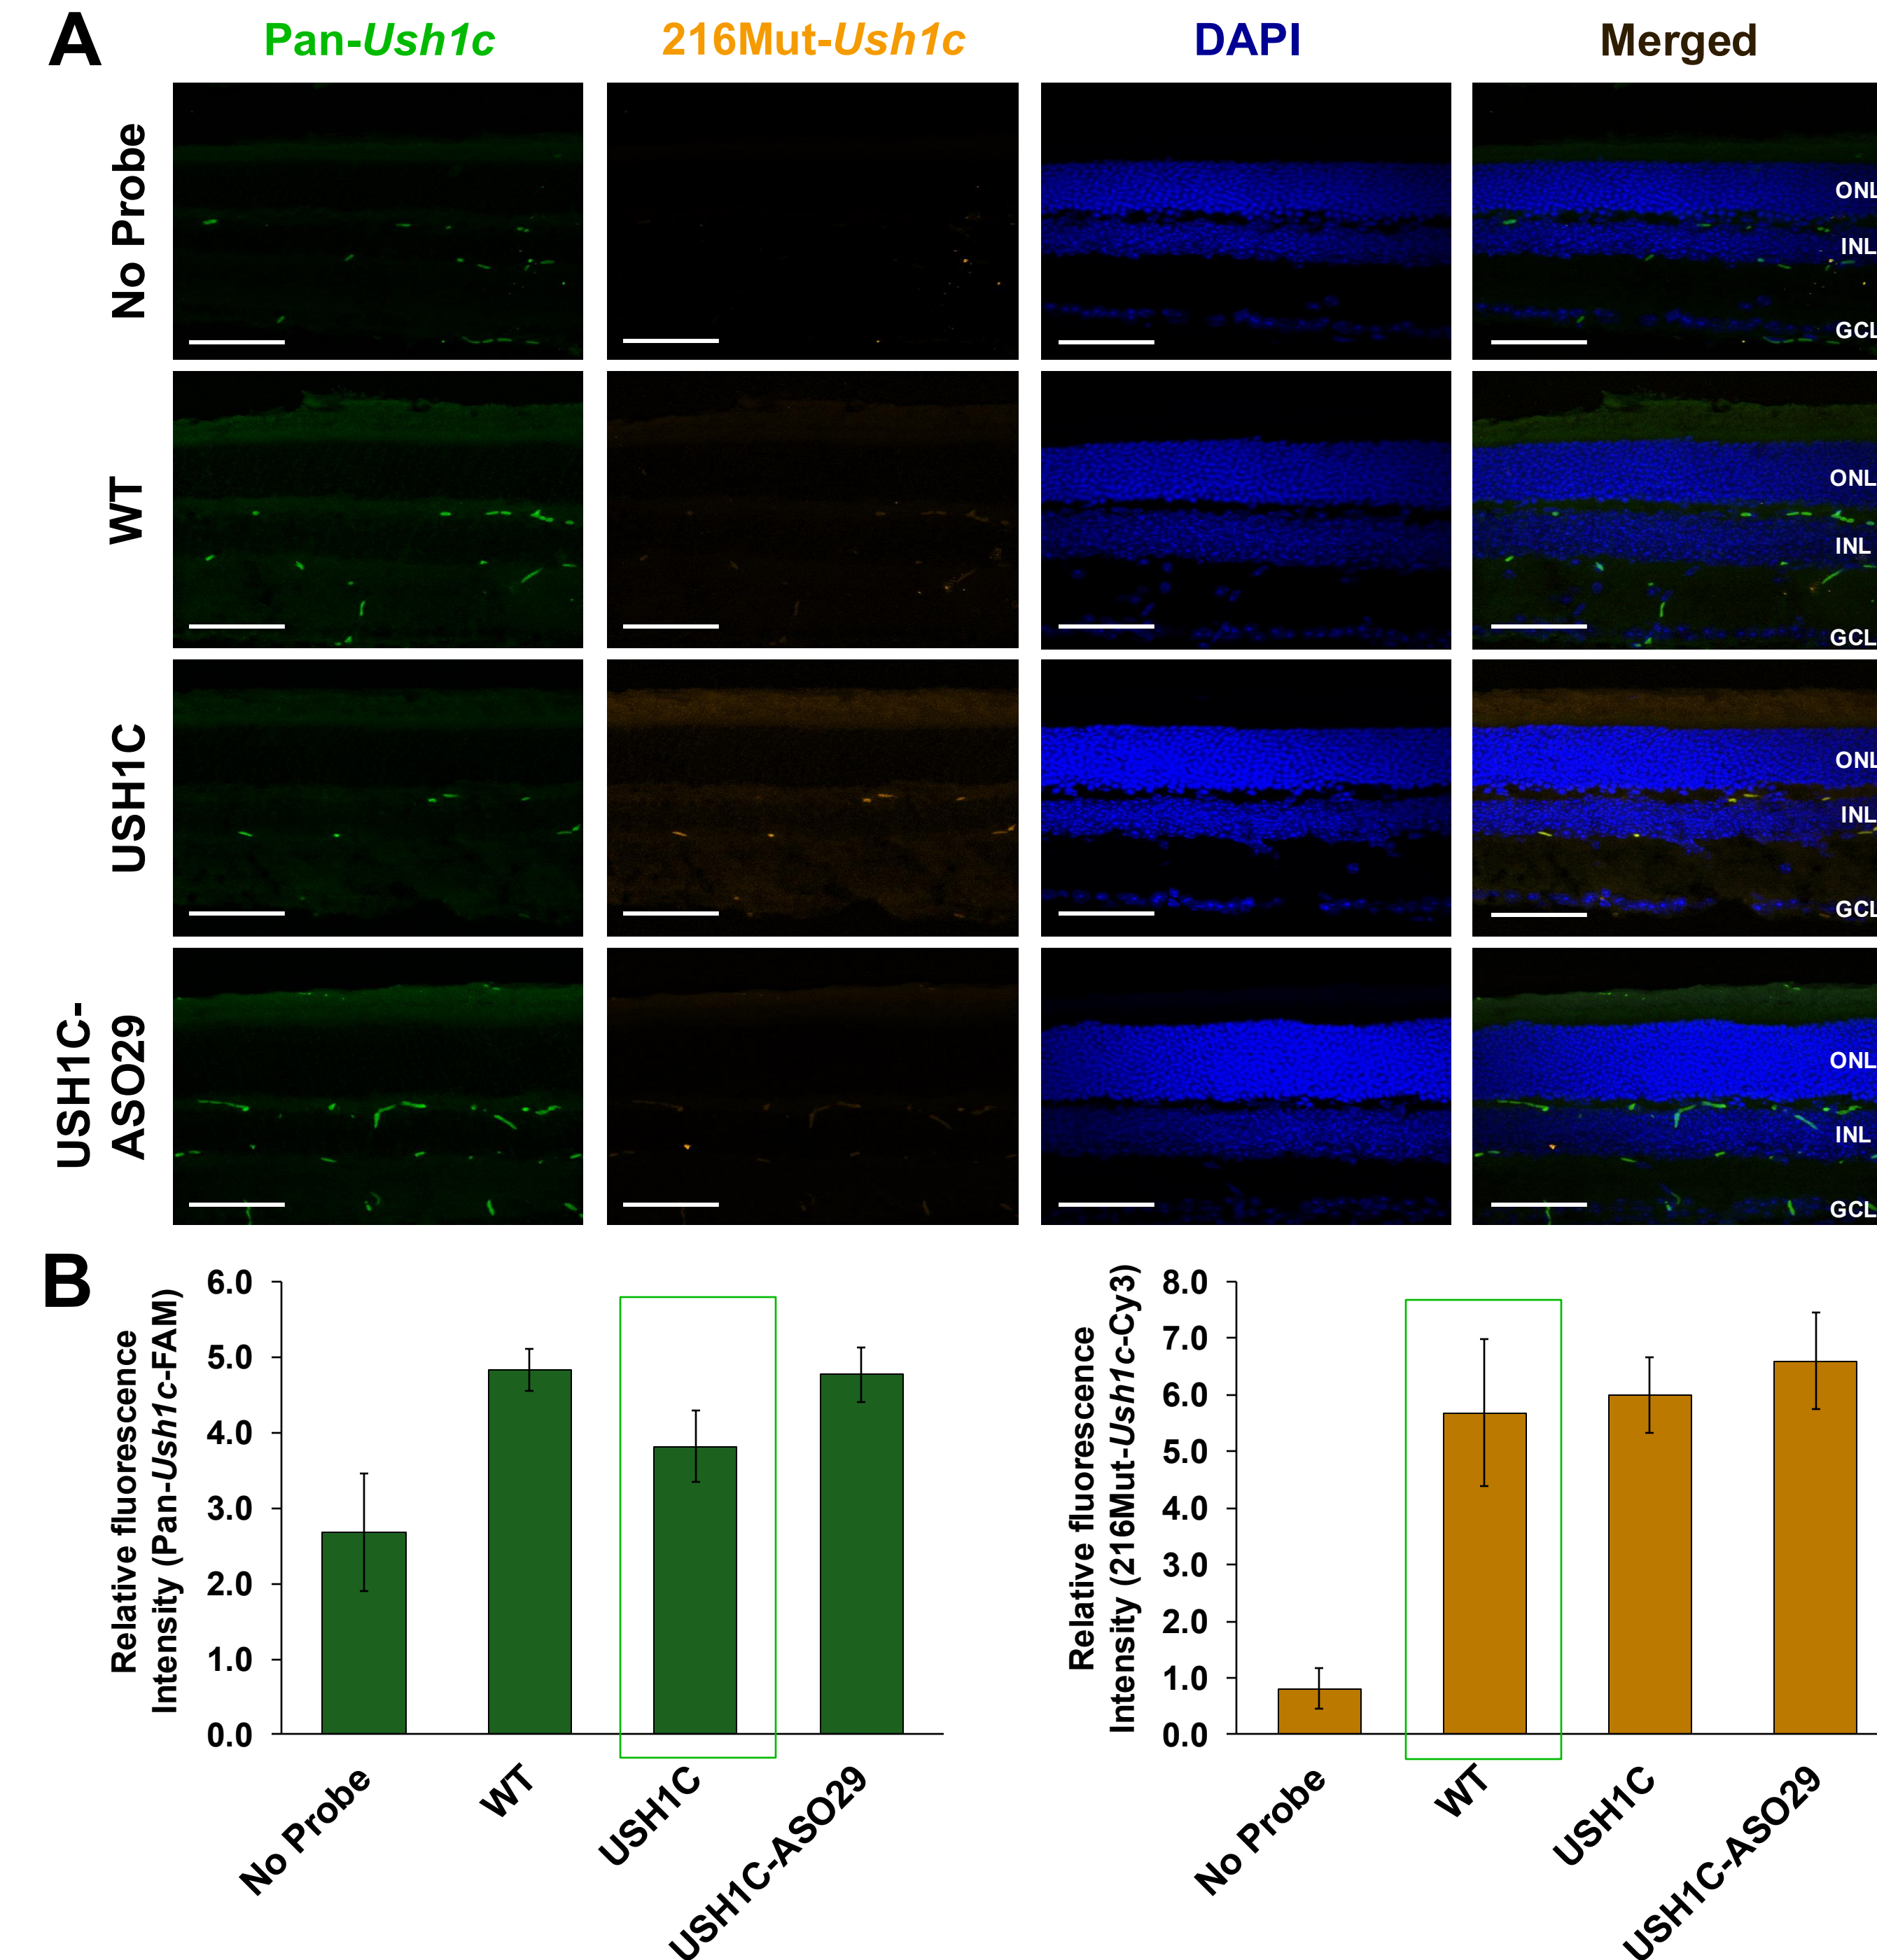 A
Pan-Ush1c
216Mut-Ush1c
DAPI
Merged
No Probe
ONL
INL
GCL
WT
ONL
INL
GCL
USH1C
ONL
INL
GCL
USH1C-
ASO29
ONL
INL
GCL
B
Relative fluorescence
Intensity (Pan-Ush1c-FAM)
6.0
5.0
4.0
3.0
2.0
1.0
0.0
No Probe
WT
USH1C
USH1C-ASO29
Relative fluorescence
Intensity (216Mut-Ush1c-Cy3)
8.0
7.0
6.0
5.0
4.0
3.0
2.0
1.0
0.0
No Probe
WT
USH1C
USH1C-ASO29